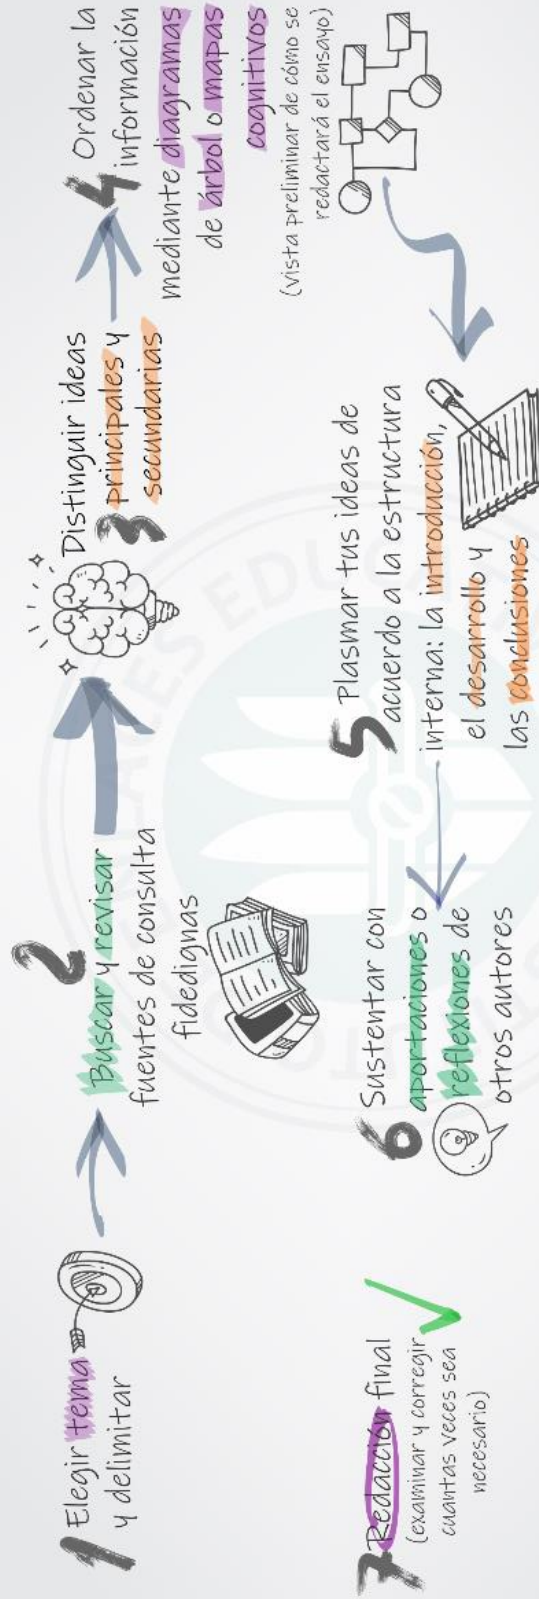 1 Elegir tema
y delimitar
2
Buscar y revisar
fuentes de consulta
fidedignas
Distinguir ideas
3 principales y
secundarias
4 Ordenar la
información
mediante diagramas
de árbol o mapas
cognitivos
(vista preliminar de cómo se
redactará el ensayo)
5 Plasmar tus ideas de
acuerdo a la estructura
interna: la introducción,
el desarrollo y
las conclusiones
6 Sustentar con
aportaciones o
reflexiones de
otros autores
7 Redacción final
(examinar y corregir
cuantas veces sea
necesario)